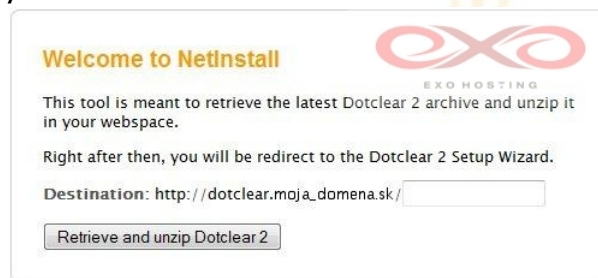 Welcome to NetInstall
EXO HOSTING
This tool is meant to retrieve the latest Dotclear 2 archive and unzip it
in your webspace.
Right after then, you will be redirect to the Dotclear 2 Setup Wizard.
Destination: http://dotclear.moja_domena.sk/
Retrieve and unzip Dotclear 2